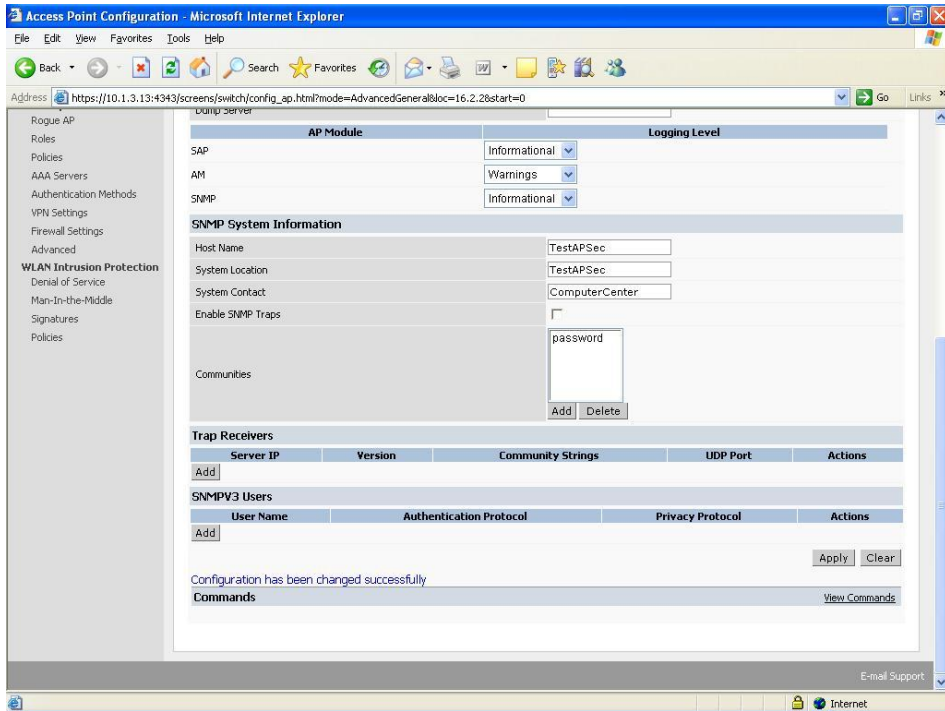 Access Point Configuration - Microsoft Internet Explorer
File Edit View Favorites Tools Help
Back Search Favorites
Address https://10.1.3.13:4343/screens/switch/config_ap.html?mode=AdvancedGeneral&loc=16.2.2&start=0 Go Links »
Rogue AP
Roles
Policies
AAA Servers
Authentication Methods
VPN Settings
Firewall Settings
Advanced
WLAN Intrusion Protection
Denial of Service
Man-In-the-Middle
Signatures
Policies
Dump Server
AP Module Logging Level
SAP Informational
AM Warnings
SNMP Informational
SNMP System Information
Host Name TestAPSec
System Location TestAPSec
System Contact ComputerCenter
Enable SNMP Traps
password
Communities
Add Delete
Trap Receivers
Server IP Version Community Strings UDP Port Actions
Add
SNMPV3 Users
User Name Authentication Protocol Privacy Protocol Actions
Add
Apply Clear
Configuration has been changed successfully
Commands View Commands
E-mail Support
Internet